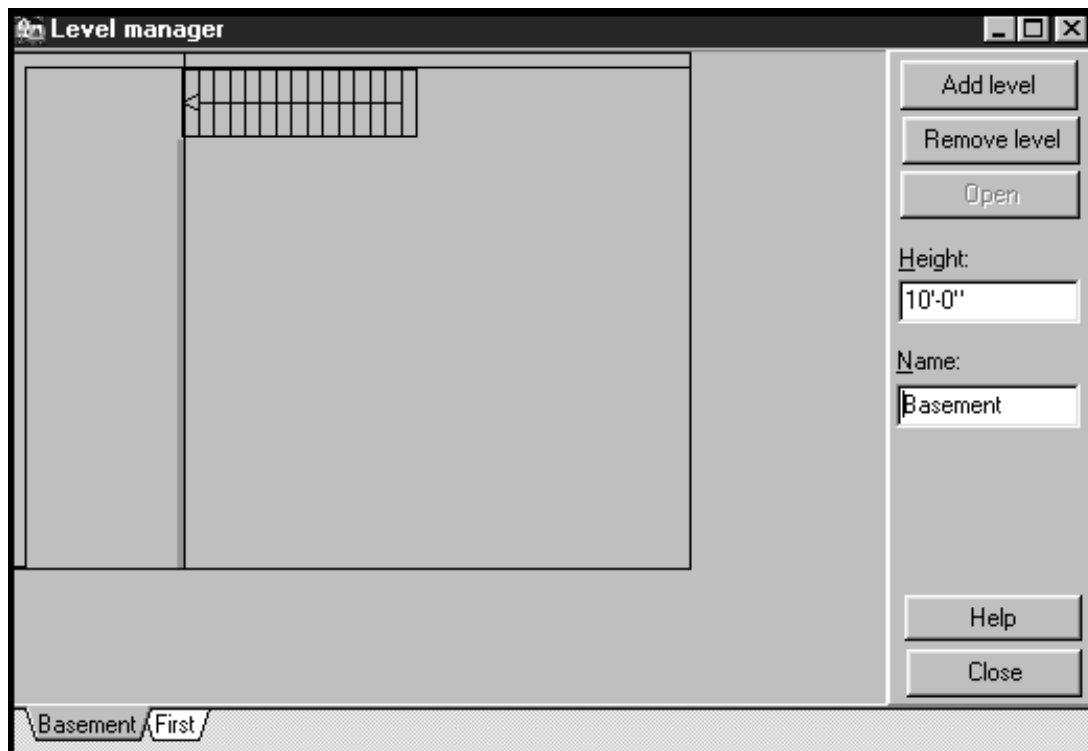 Level manager
Add level
Remove level
Open
Height:
10'-0"
Name:
Basement
Help
Close
Basement
First